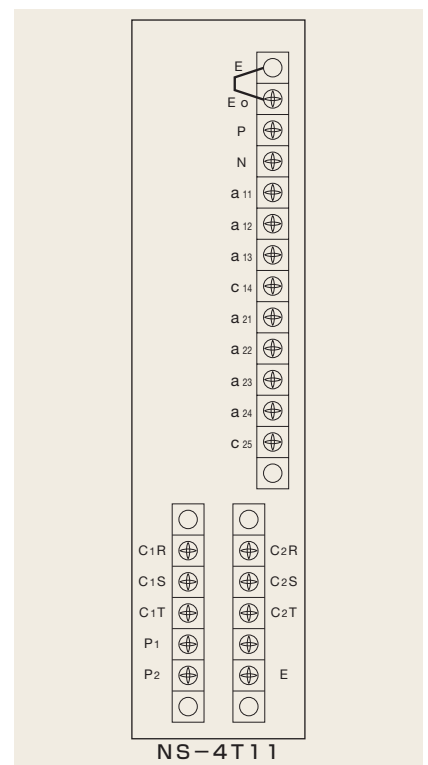 E
Eo
P
N
a11
a12
a13
c14
a21
a22
a23
a24
c25
C1R C2R
C1S C2S
C1T C2T
P1
P2 E
NS-4T11